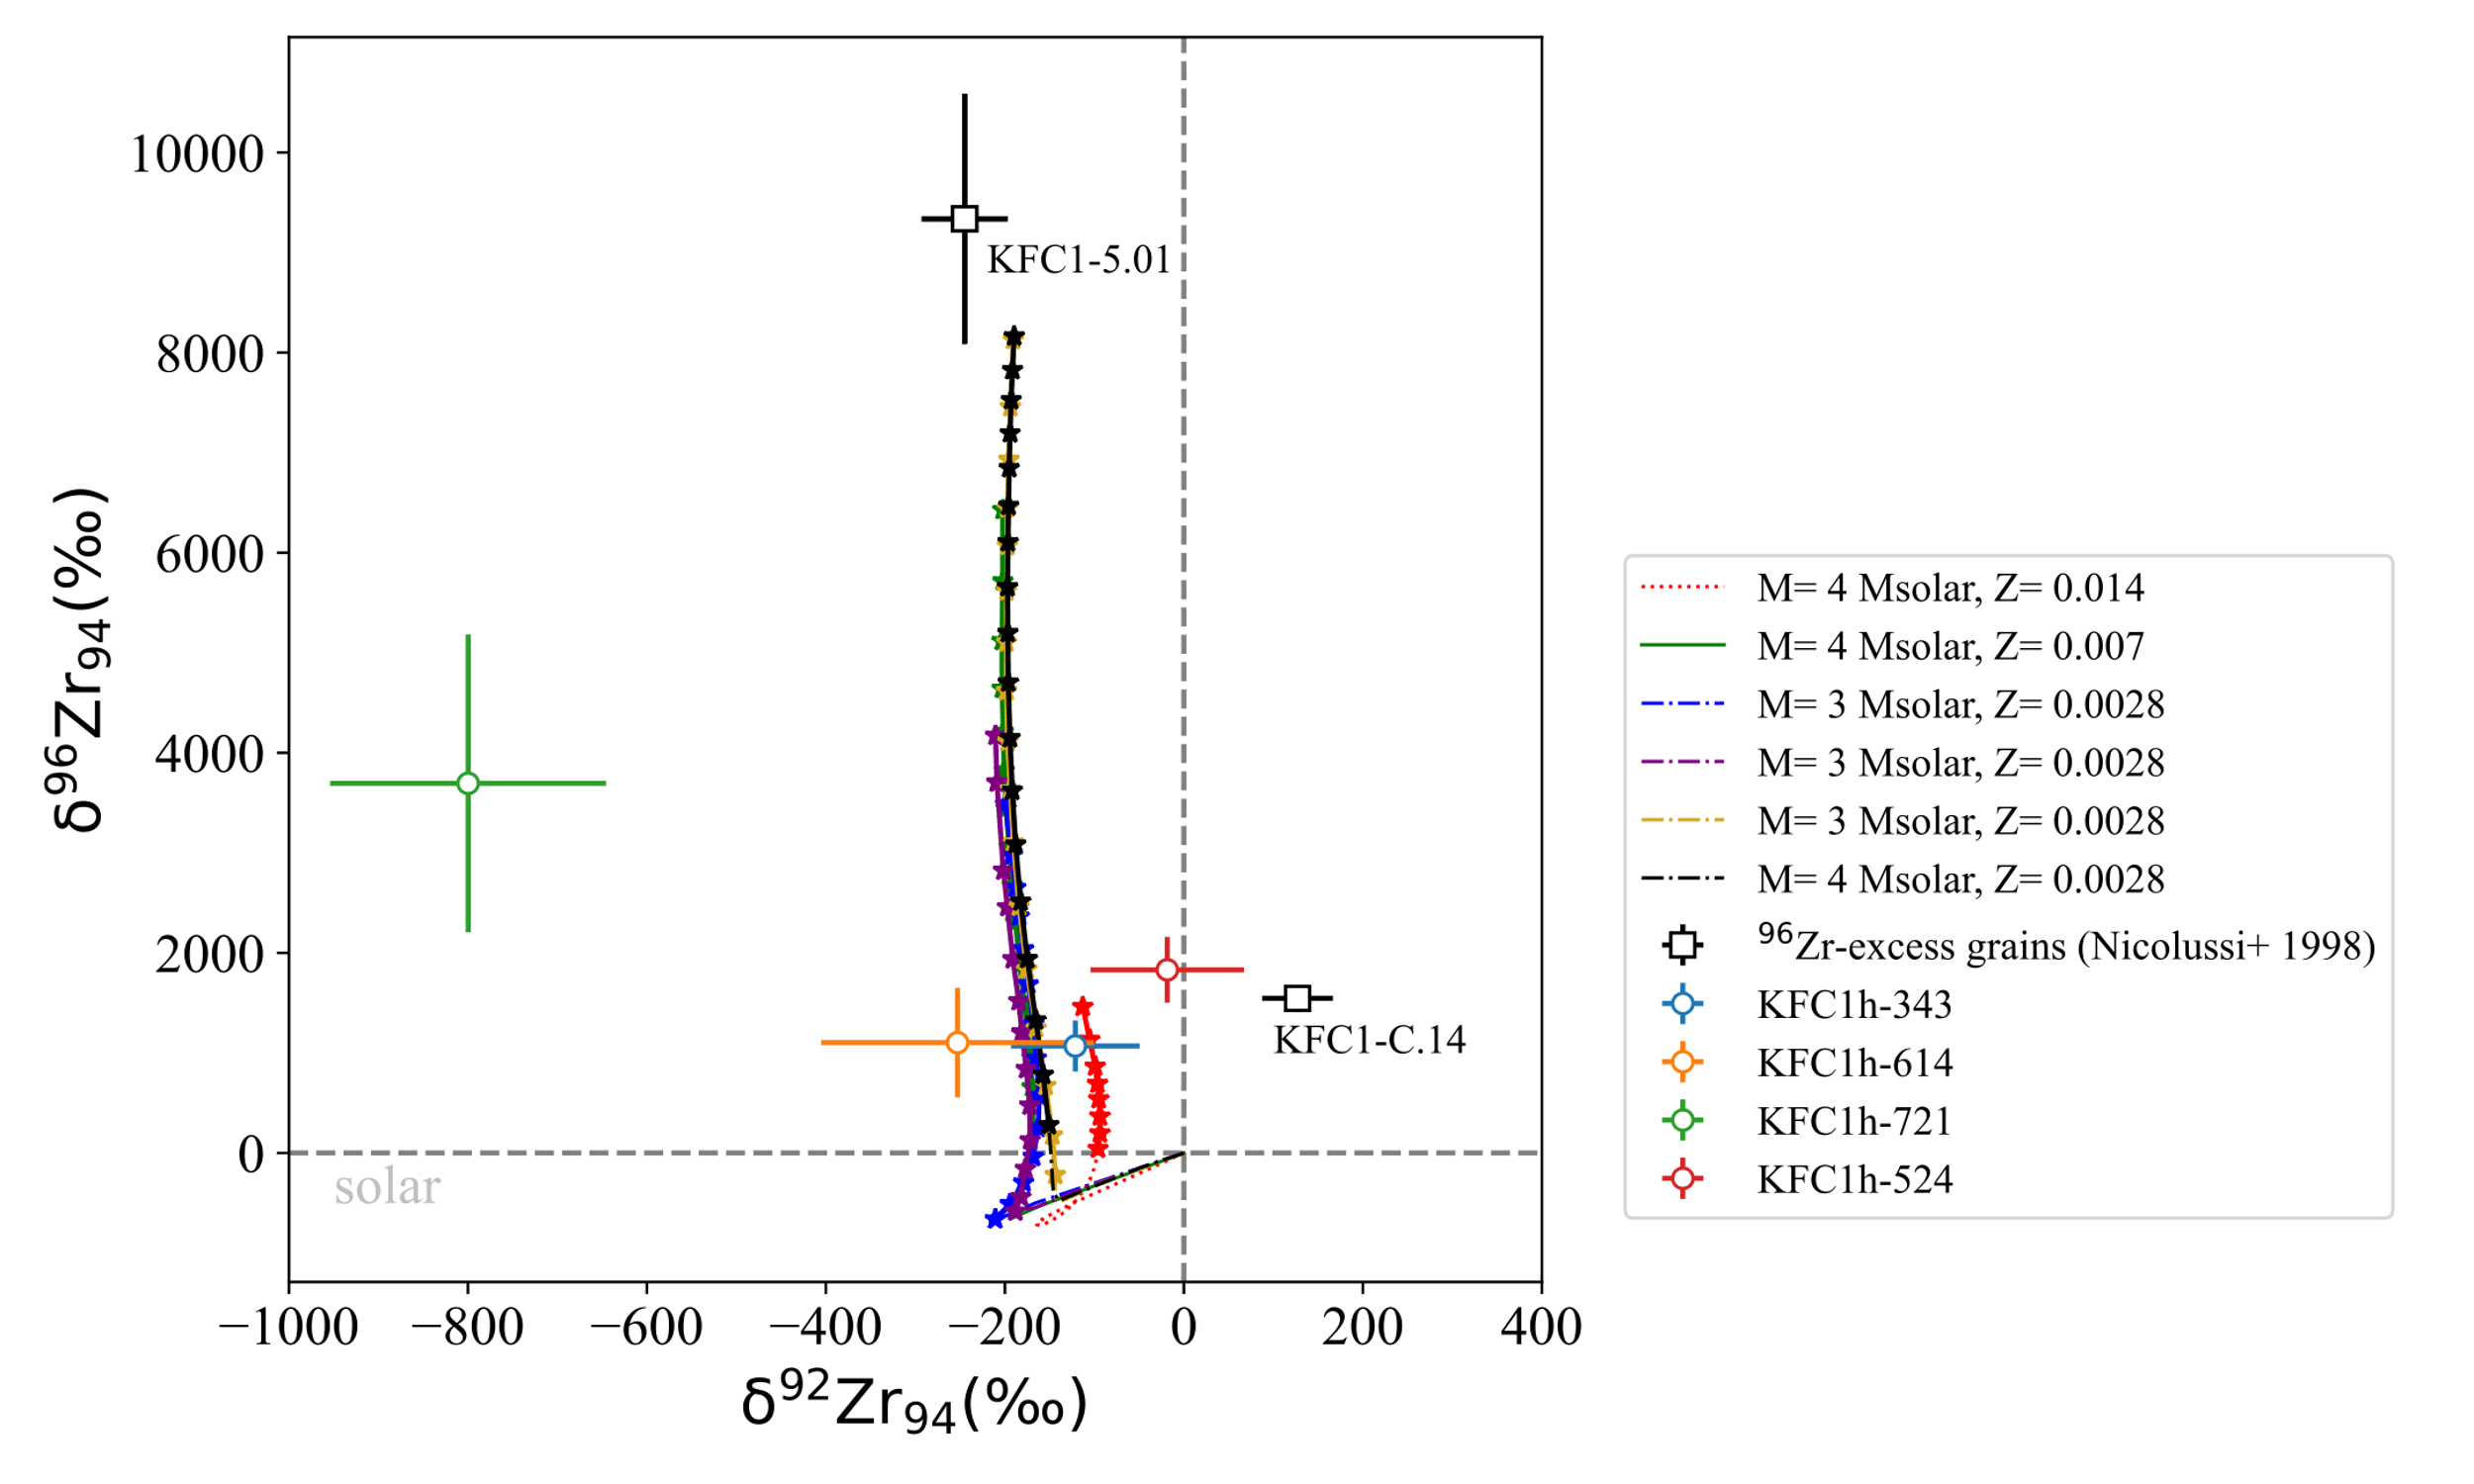 10000
8000
6000
4000
2000
0
δ⁹⁶Zr₉₄(‰)
KFC1-5.01
KFC1-C.14
solar
−1000
−800
−600
−400
−200
0
200
400
δ⁹²Zr₉₄(‰)
M= 4 Msolar, Z= 0.014
M= 4 Msolar, Z= 0.007
M= 3 Msolar, Z= 0.0028
M= 3 Msolar, Z= 0.0028
M= 3 Msolar, Z= 0.0028
M= 4 Msolar, Z= 0.0028
⁹⁶Zr-excess grains (Nicolussi+ 1998)
KFC1h-343
KFC1h-614
KFC1h-721
KFC1h-524